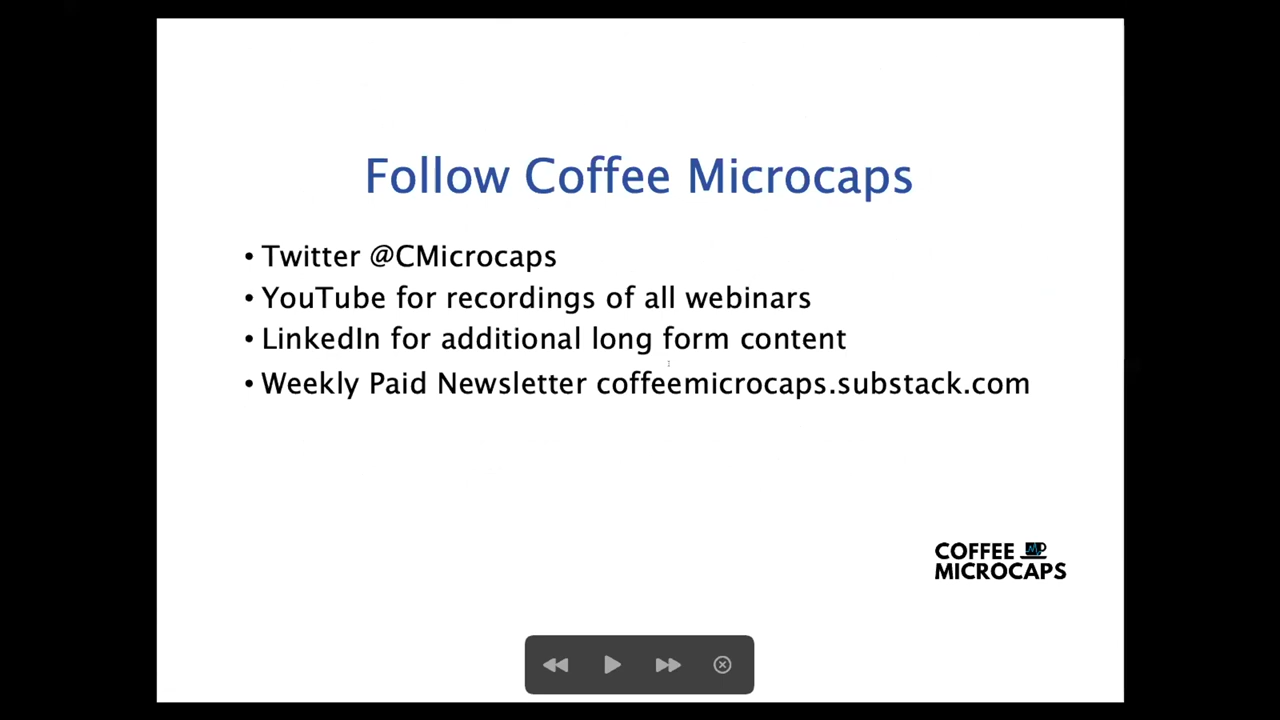 Follow Coffee Microcaps
• Twitter @CMicrocaps
• YouTube for recordings of all webinars
• LinkedIn for additional long form content
• Weekly Paid Newsletter coffeemicrocaps.substack.com
COFFEE
MICROCAPS